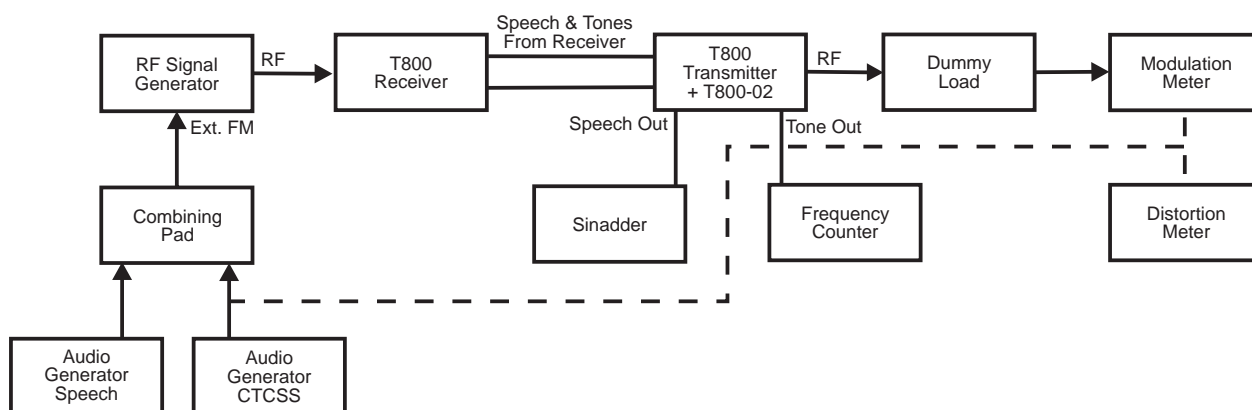 Speech & Tones
From Receiver
RF Signal
Generator
RF
T800
Receiver
T800
Transmitter
+ T800-02
RF
Dummy
Load
Modulation
Meter
Ext. FM
Speech Out
Tone Out
Combining
Pad
Sinadder
Frequency
Counter
Distortion
Meter
Audio
Generator
Speech
Audio
Generator
CTCSS